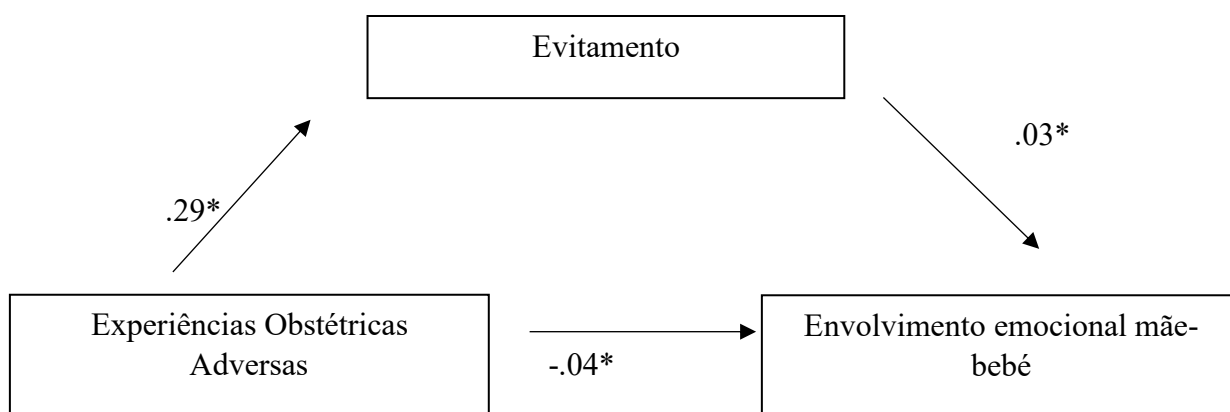 Evitamento
.03*
.29*
Experiências Obstétricas
Adversas
-.04*
Envolvimento emocional mãe-
bebé